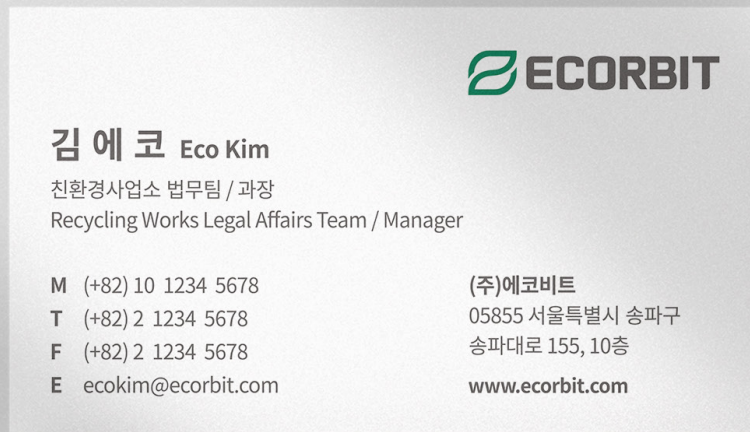 ECORBIT
김 에 코 Eco Kim
친환경사업소 법무팀 / 과장
Recycling Works Legal Affairs Team / Manager
M (+82) 10 1234 5678
T (+82) 2 1234 5678
F (+82) 2 1234 5678
E ecokim@ecorbit.com
(주)에코비트
05855 서울특별시 송파구
송파대로 155, 10층
www.ecorbit.com